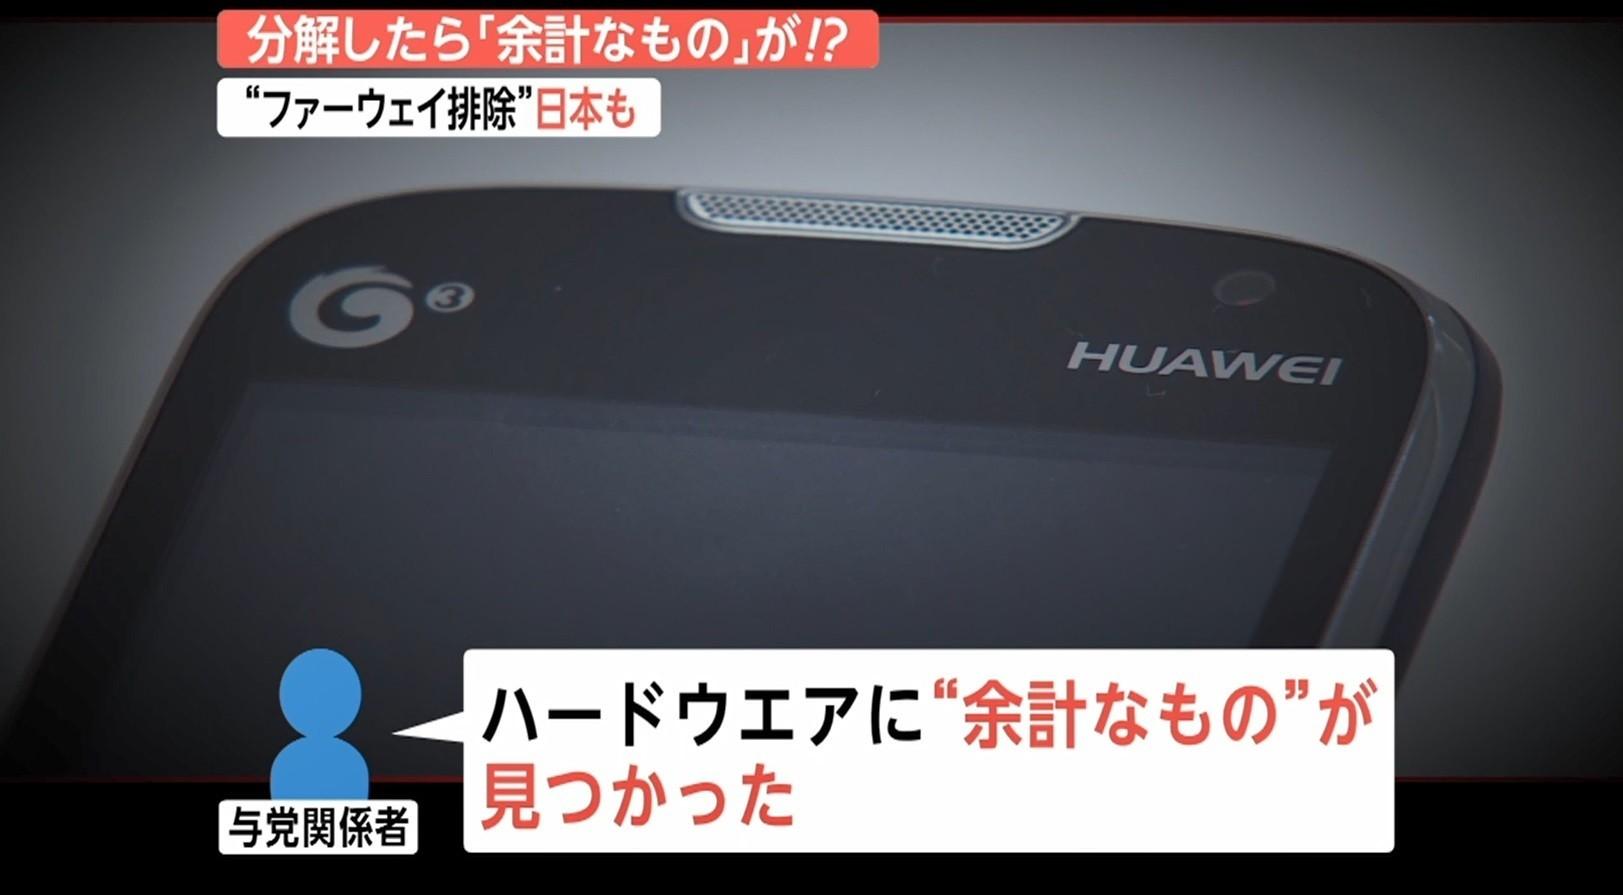 分解したら「余計なもの」が!?
“ファーウェイ排除”日本も
G3
HUAWEI
ハードウエアに“余計なもの”が
見つかった
与党関係者